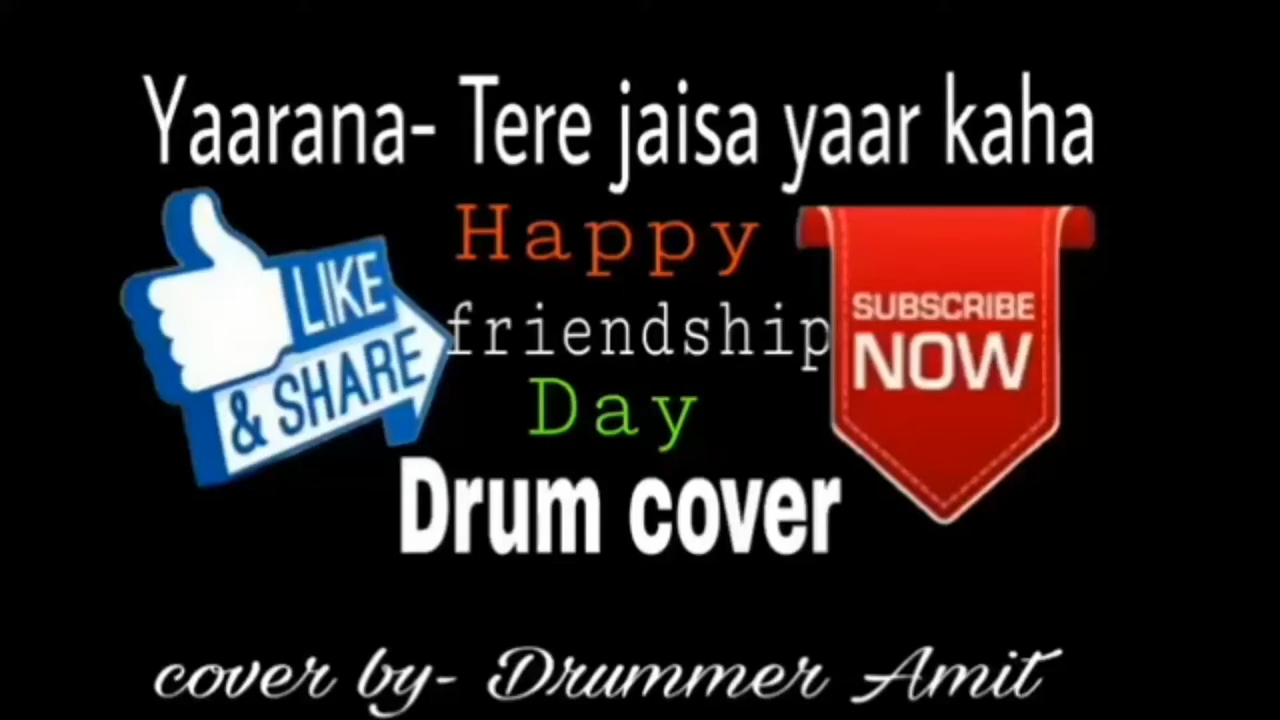 Yaarana- Tere jaisa yaar kaha
Happy
friendship
Day
LIKE
& SHARE
SUBSCRIBE
NOW
Drum cover
cover by- Drummer Amit